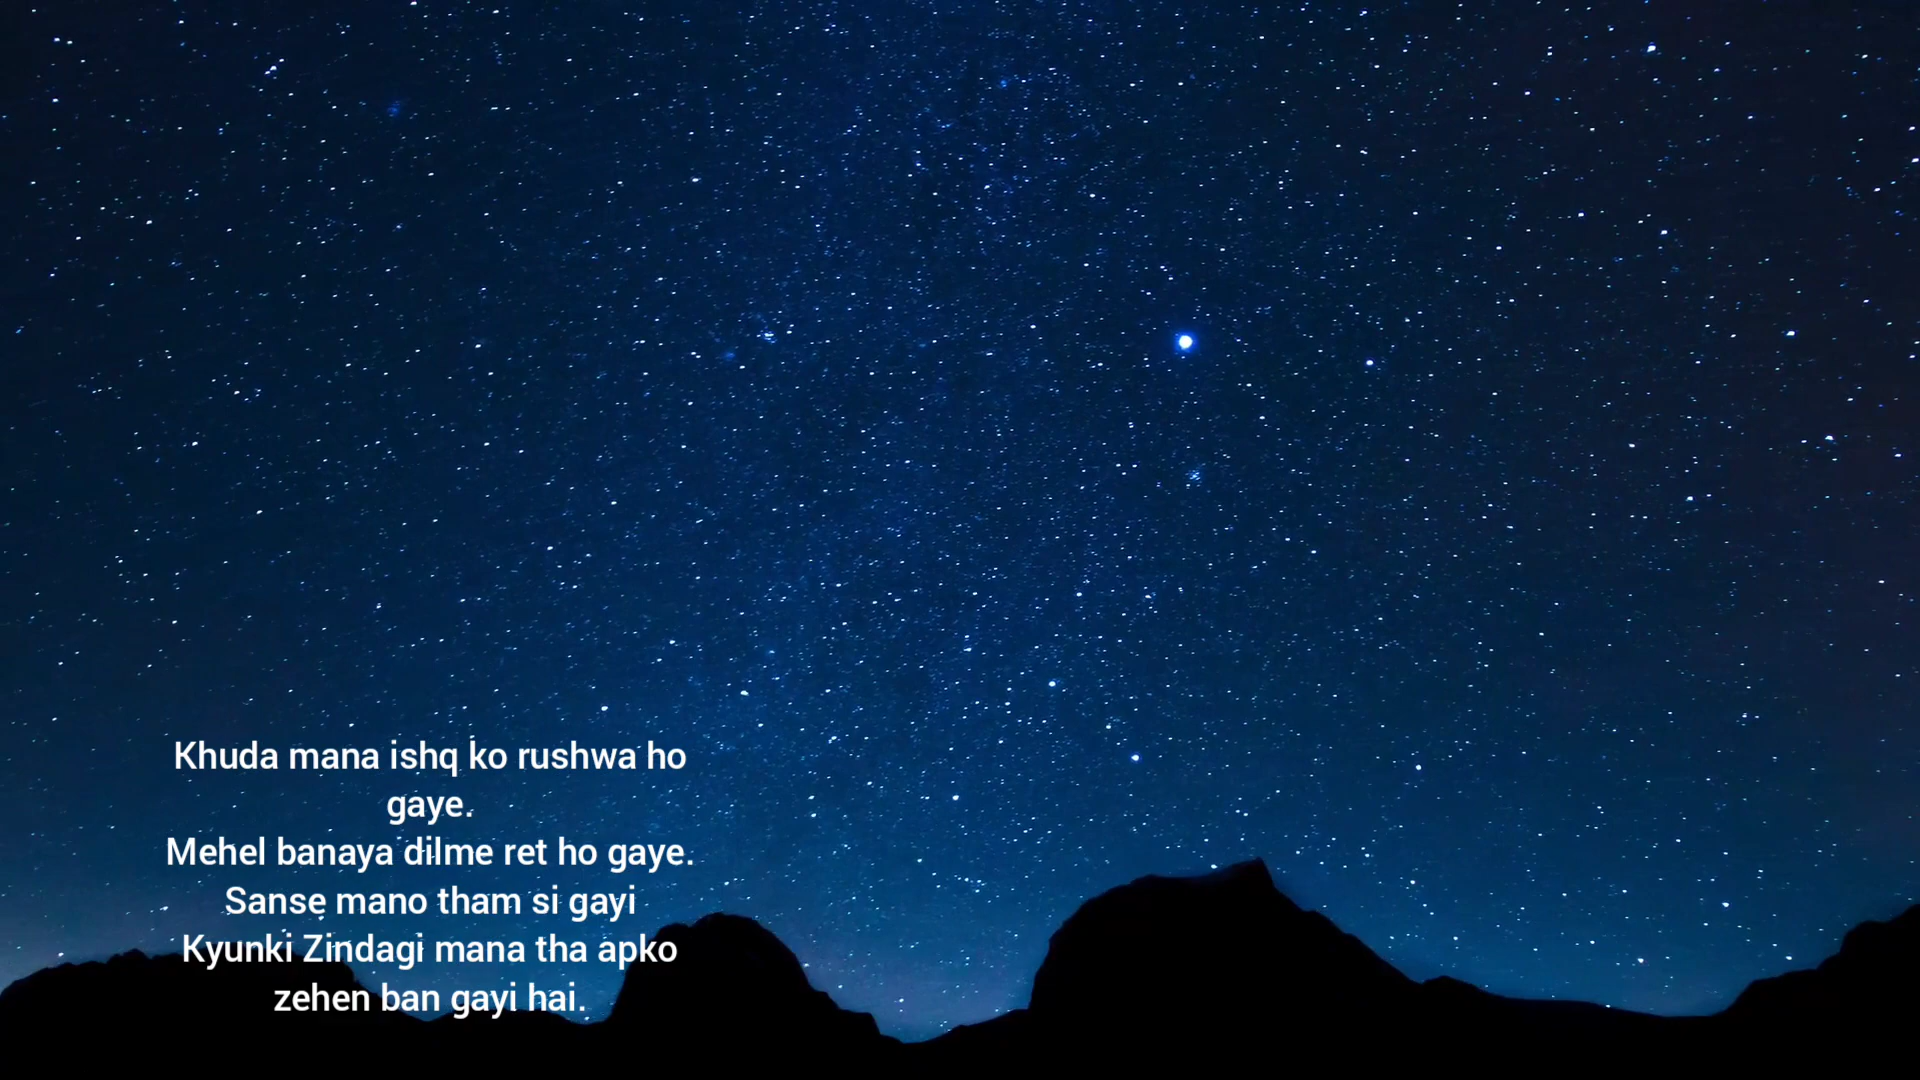 Khuda mana ishq ko rushwa ho
gaye.
Mehel banaya dilme ret ho gaye.
Sanse mano tham si gayi
Kyunki Zindagi mana tha apko
zehen ban gayi hai.